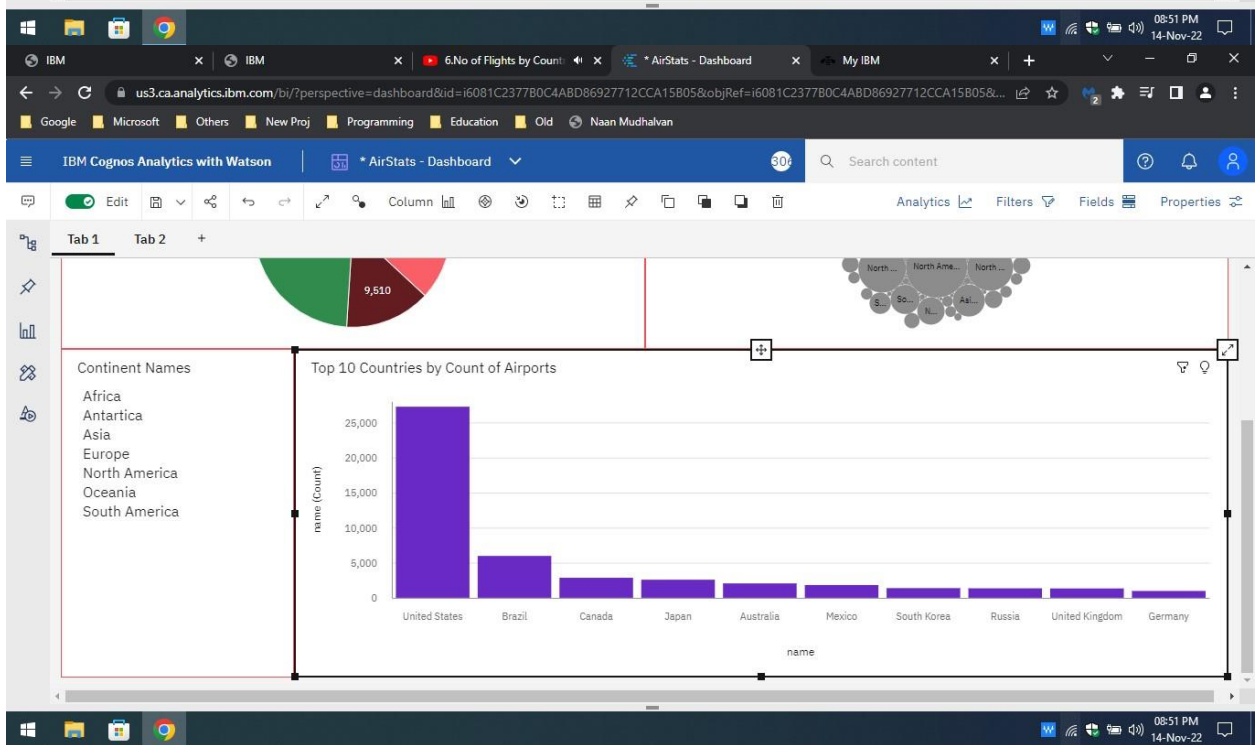 08:51 PM
14-Nov-22
IBM
IBM
6.No of Flights by Count
* AirStats - Dashboard
My IBM
us3.ca.analytics.ibm.com/bi/?perspective=dashboard&id=i6081C2377B0C4ABD86927712CCA15B05&objRef=i6081C2377B0C4ABD86927712CCA15B05&...
2
Google Microsoft Others New Proj Programming Education Old Naan Mudhalvan
IBM Cognos Analytics with Watson
* AirStats - Dashboard
Search content
Edit
Column
Analytics
Filters
Fields
Properties
Tab 1
Tab 2
+
9,510
North ...
North Ame...
North ...
S...
So...
N...
Asi...
Continent Names
Africa
Antartica
Asia
Europe
North America
Oceania
South America
Top 10 Countries by Count of Airports
name (Count)
25,000
20,000
15,000
10,000
5,000
0
United States Brazil Canada Japan Australia Mexico South Korea Russia United Kingdom Germany
name
08:51 PM
14-Nov-22